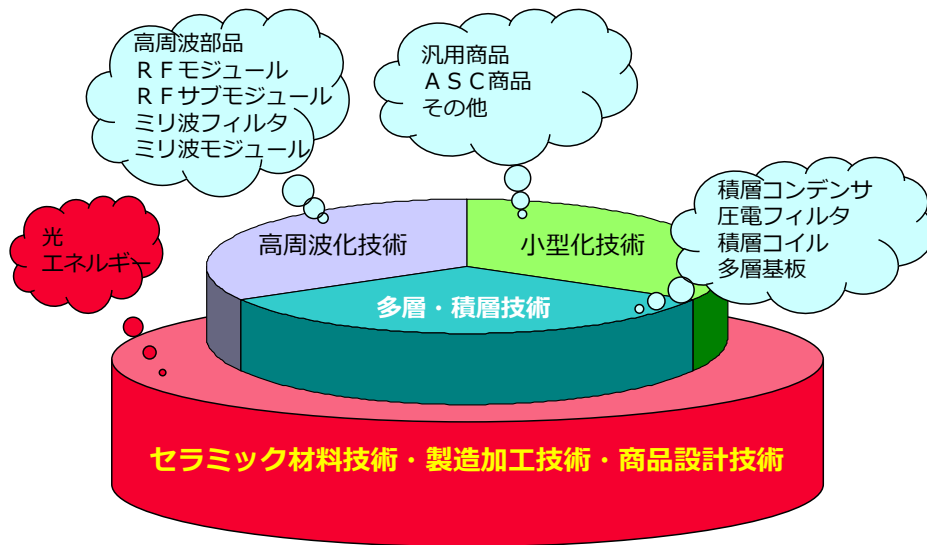 高周波部品
ＲＦモジュール
ＲＦサブモジュール
ミリ波フィルタ
ミリ波モジュール
汎用商品
ＡＳＣ商品
その他
積層コンデンサ
圧電フィルタ
積層コイル
多層基板
光
エネルギー
高周波化技術
小型化技術
多層・積層技術
セラミック材料技術・製造加工技術・商品設計技術